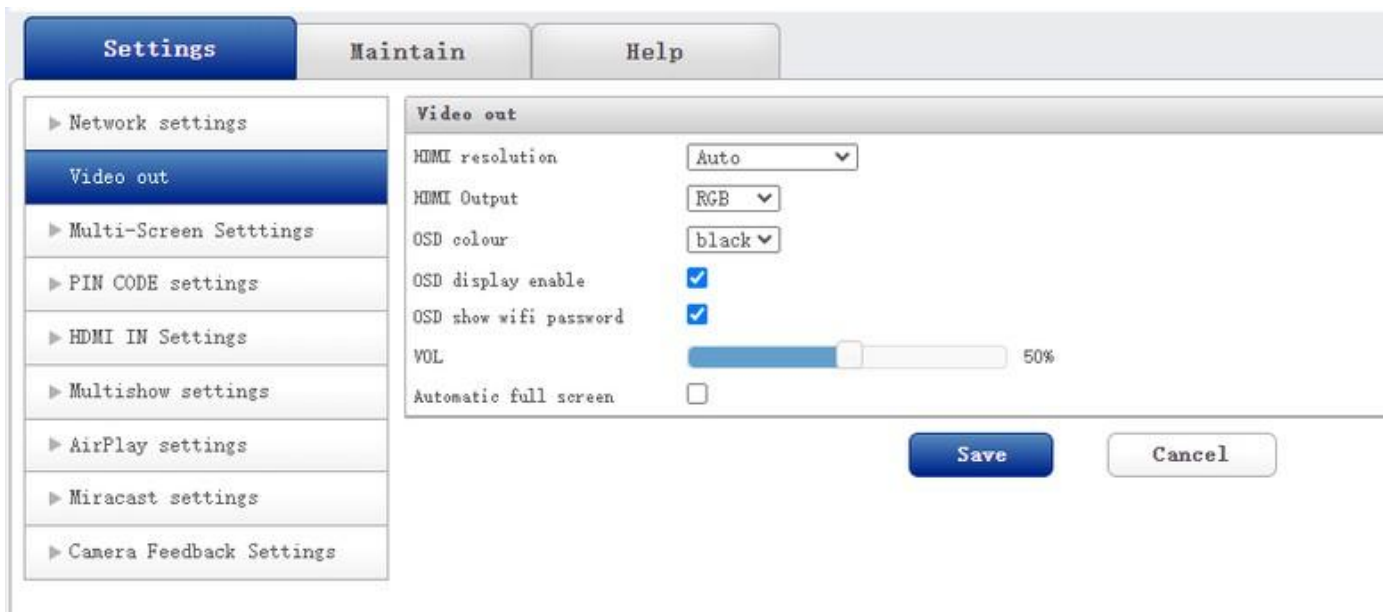 Settings
Maintain
Help
Network settings
Video out
Multi-Screen Setttings
PIN CODE settings
HDMI IN Settings
Multishow settings
AirPlay settings
Miracast settings
Camera Feedback Settings
Video out
HDMI resolution Auto
HDMI Output RGB
OSD colour black
OSD display enable
OSD show wifi password
VOL 50%
Automatic full screen
Save Cancel